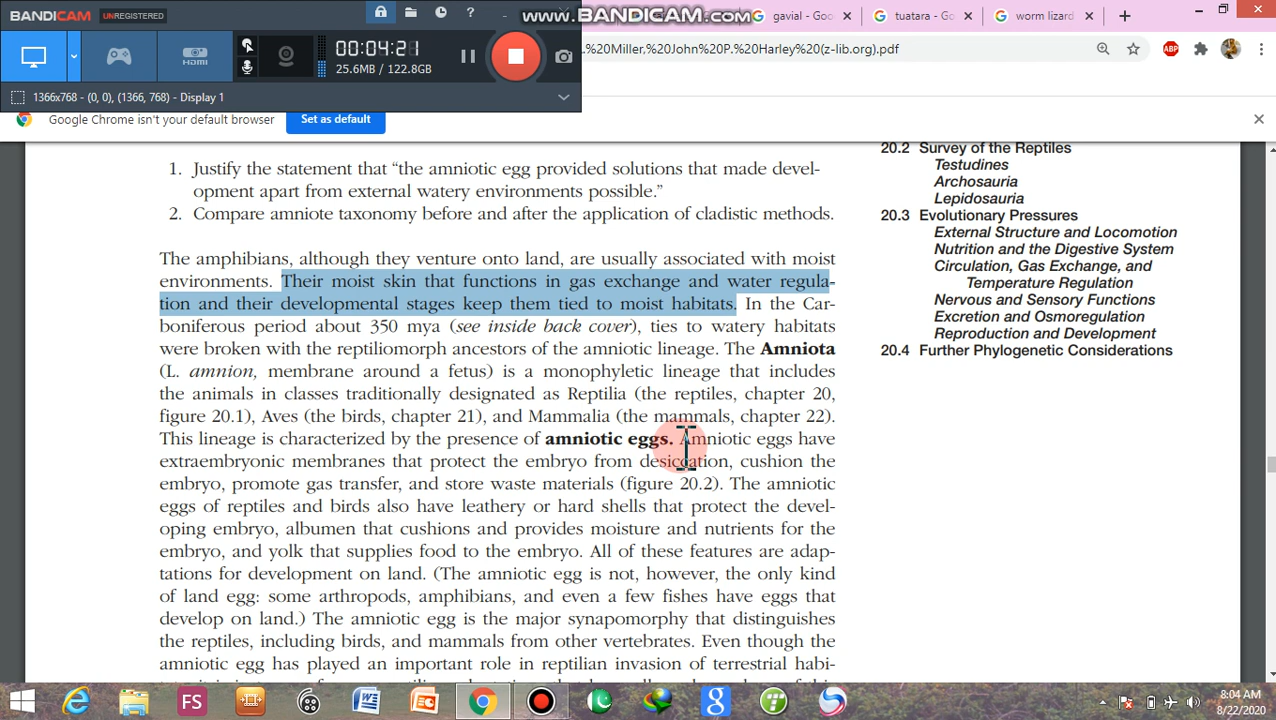 BANDICAM UNREGISTERED
www.BANDICAM.com
gavial - Goo
tuatara - Go
worm lizard
00:04:21
25.6MB / 122.8GB
HDMI
.%20Miller,%20John%20P.%20Harley(z-lib.org).pdf
ABP
1366x768 - (0, 0), (1366, 768) - Display 1
Google Chrome isn't your default browser
Set as default
1. Justify the statement that “the amniotic egg provided solutions that made devel-
opment apart from external watery environments possible.”
2. Compare amniote taxonomy before and after the application of cladistic methods.
The amphibians, although they venture onto land, are usually associated with moist
environments. Their moist skin that functions in gas exchange and water regula-
tion and their developmental stages keep them tied to moist habitats. In the Car-
boniferous period about 350 mya (see inside back cover), ties to watery habitats
were broken with the reptiliomorph ancestors of the amniotic lineage. The Amniota
(L. amnion, membrane around a fetus) is a monophyletic lineage that includes
the animals in classes traditionally designated as Reptilia (the reptiles, chapter 20,
figure 20.1), Aves (the birds, chapter 21), and Mammalia (the mammals, chapter 22).
This lineage is characterized by the presence of amniotic eggs. Amniotic eggs have
extraembryonic membranes that protect the embryo from desiccation, cushion the
embryo, promote gas transfer, and store waste materials (figure 20.2). The amniotic
eggs of reptiles and birds also have leathery or hard shells that protect the devel-
oping embryo, albumen that cushions and provides moisture and nutrients for the
embryo, and yolk that supplies food to the embryo. All of these features are adap-
tations for development on land. (The amniotic egg is not, however, the only kind
of land egg: some arthropods, amphibians, and even a few fishes have eggs that
develop on land.) The amniotic egg is the major synapomorphy that distinguishes
the reptiles, including birds, and mammals from other vertebrates. Even though the
amniotic egg has played an important role in reptilian invasion of terrestrial habi-
20.2 Survey of the Reptiles
Testudines
Archosauria
Lepidosauria
20.3 Evolutionary Pressures
External Structure and Locomotion
Nutrition and the Digestive System
Circulation, Gas Exchange, and
Temperature Regulation
Nervous and Sensory Functions
Excretion and Osmoregulation
Reproduction and Development
20.4 Further Phylogenetic Considerations
FS
8:04 AM
8/22/2020